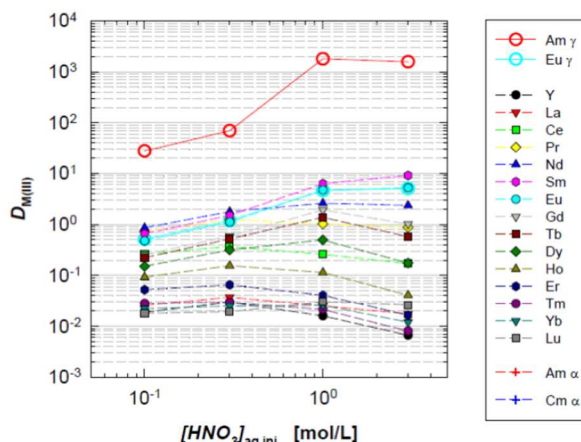 10⁴
10³
10²
10¹
10⁰
10⁻¹
10⁻²
10⁻³
D_M(III)
10⁻¹
10⁰
[HNO₃]aq,ini [mol/L]
Am γ
Eu γ
Y
La
Ce
Pr
Nd
Sm
Eu
Gd
Tb
Dy
Ho
Er
Tm
Yb
Lu
Am α
Cm α